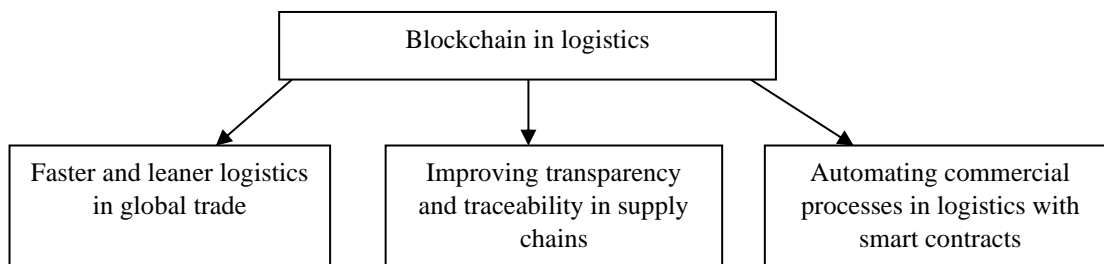 Blockchain in logistics
Faster and leaner logistics
in global trade
Improving transparency
and traceability in supply
chains
Automating commercial
processes in logistics with
smart contracts